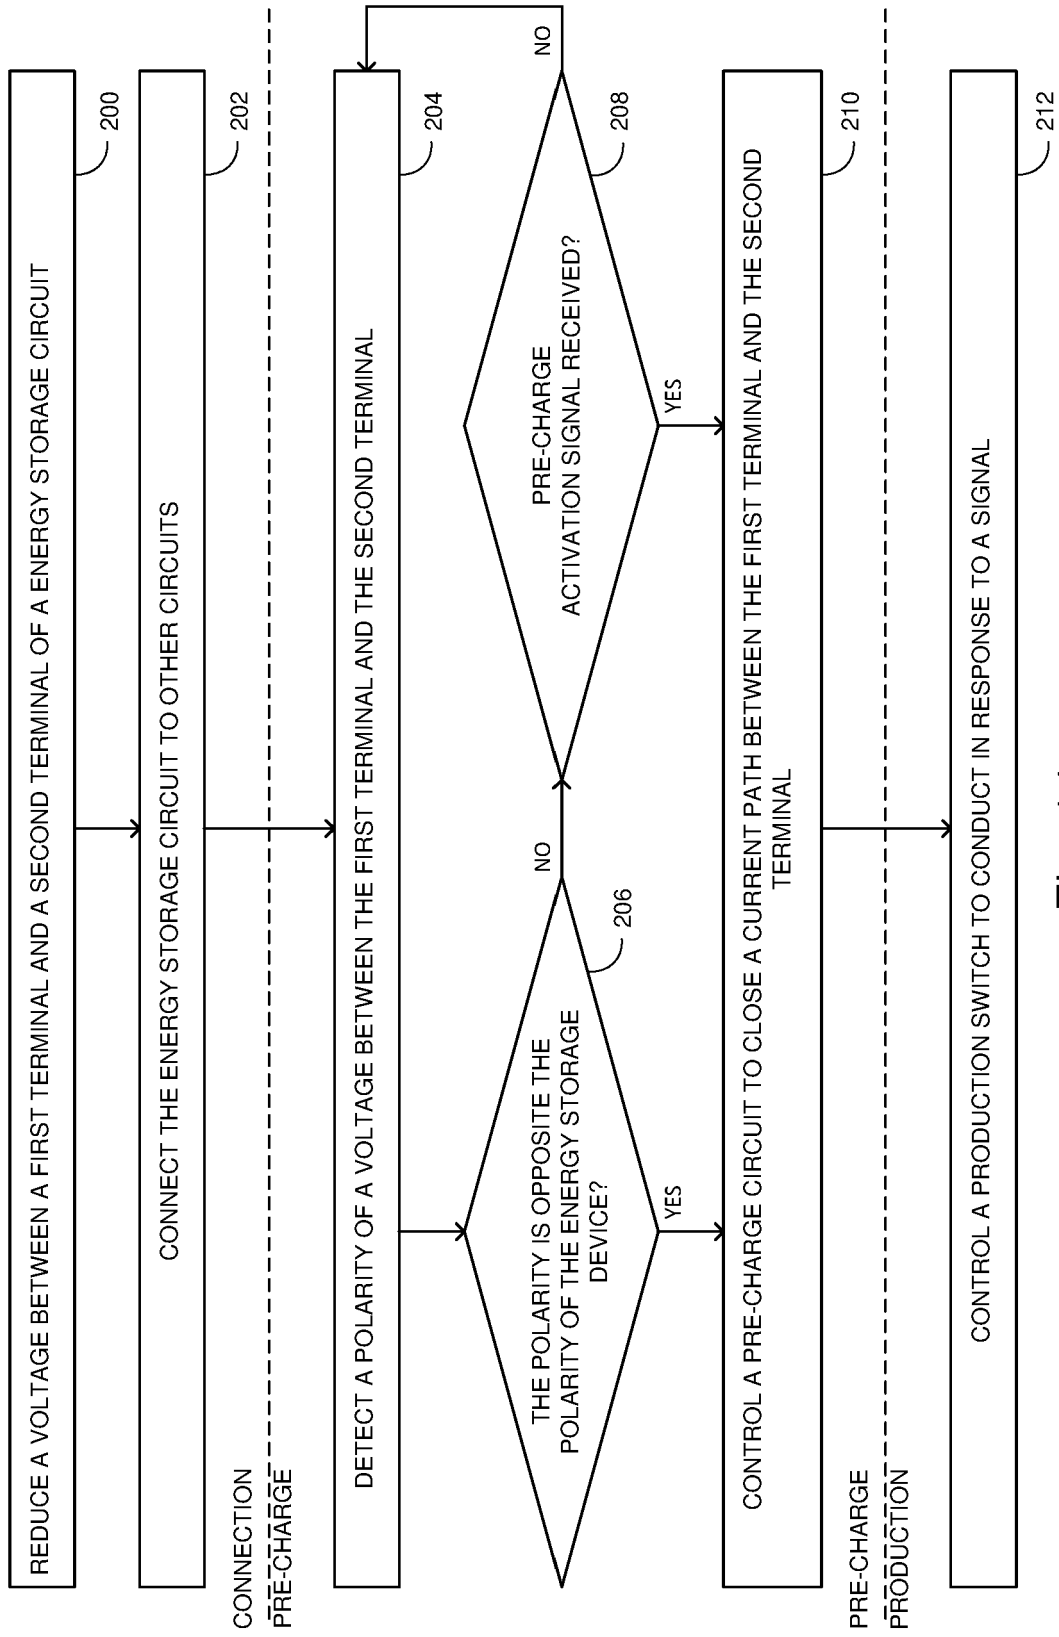 REDUCE A VOLTAGE BETWEEN A FIRST TERMINAL AND A SECOND TERMINAL OF A ENERGY STORAGE CIRCUIT
200
CONNECT THE ENERGY STORAGE CIRCUIT TO OTHER CIRCUITS
202
CONNECTION
PRE-CHARGE
DETECT A POLARITY OF A VOLTAGE BETWEEN THE FIRST TERMINAL AND THE SECOND TERMINAL
204
THE POLARITY IS OPPOSITE THE
POLARITY OF THE ENERGY STORAGE
DEVICE?
206
NO
YES
PRE-CHARGE
ACTIVATION SIGNAL RECEIVED?
208
NO
YES
CONTROL A PRE-CHARGE CIRCUIT TO CLOSE A CURRENT PATH BETWEEN THE FIRST TERMINAL AND THE SECOND
TERMINAL
210
PRE-CHARGE
PRODUCTION
CONTROL A PRODUCTION SWITCH TO CONDUCT IN RESPONSE TO A SIGNAL
212